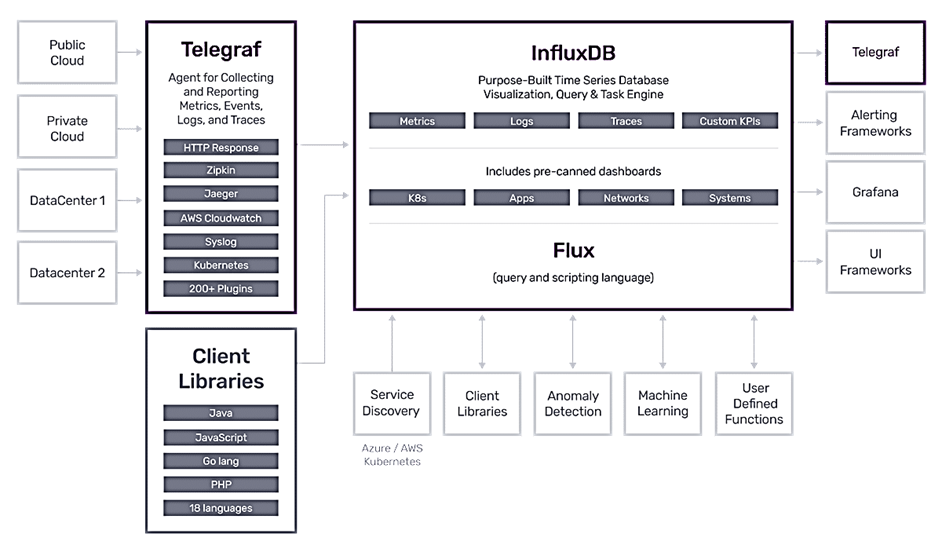 Public
Cloud
Private
Cloud
DataCenter 1
Datacenter 2
Telegraf
Agent for Collecting
and Reporting
Metrics, Events,
Logs, and Traces
HTTP Response
Zipkin
Jaeger
AWS Cloudwatch
Syslog
Kubernetes
200+ Plugins
Client
Libraries
Java
JavaScript
Go lang
PHP
18 languages
InfluxDB
Purpose-Built Time Series Database
Visualization, Query & Task Engine
Metrics
Logs
Traces
Custom KPIs
Includes pre-canned dashboards
K8s
Apps
Networks
Systems
Flux
(query and scripting language)
Service
Discovery
Azure / AWS
Kubernetes
Client
Libraries
Anomaly
Detection
Machine
Learning
User
Defined
Functions
Telegraf
Alerting
Frameworks
Grafana
UI
Frameworks